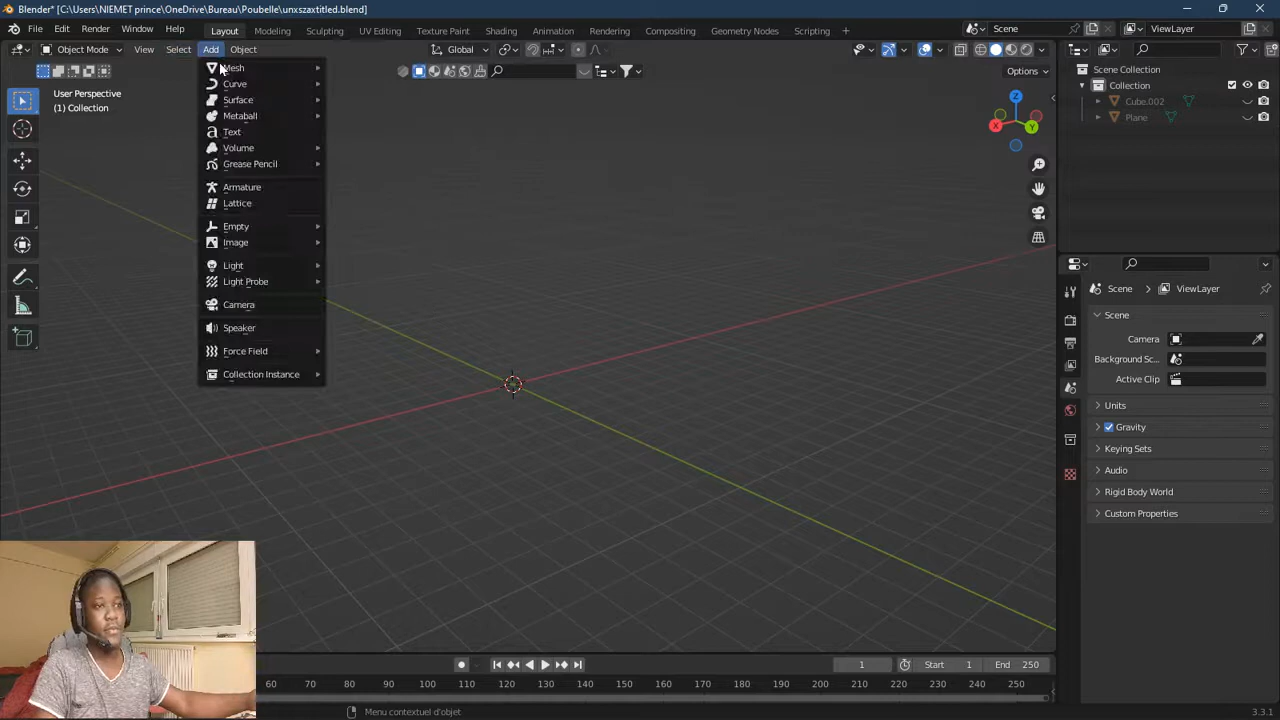 Blender* [C:\Users\NIEMET prince\OneDrive\Bureau\Poubelle\unxszaxtitled.blend]
File Edit Render Window Help Layout Modeling Sculpting UV Editing Texture Paint Shading Animation Rendering Compositing Geometry Nodes Scripting + Scene ViewLayer
Object Mode View Select Add Object Global
Options
User Perspective
(1) Collection
Mesh
Curve
Surface
Metaball
Text
Volume
Grease Pencil
Armature
Lattice
Empty
Image
Light
Light Probe
Camera
Speaker
Force Field
Collection Instance
Z
X
Y
Scene Collection
Collection
Cube.002
Plane
Scene ViewLayer
Scene
Camera
Background Sc...
Active Clip
Units
Gravity
Keying Sets
Audio
Rigid Body World
Custom Properties
1 Start 1 End 250
60 70 80 90 100 110 120 130 140 150 160 170 180 190 200 210 220 230 240 250
Menu contextuel d'objet
3.3.1